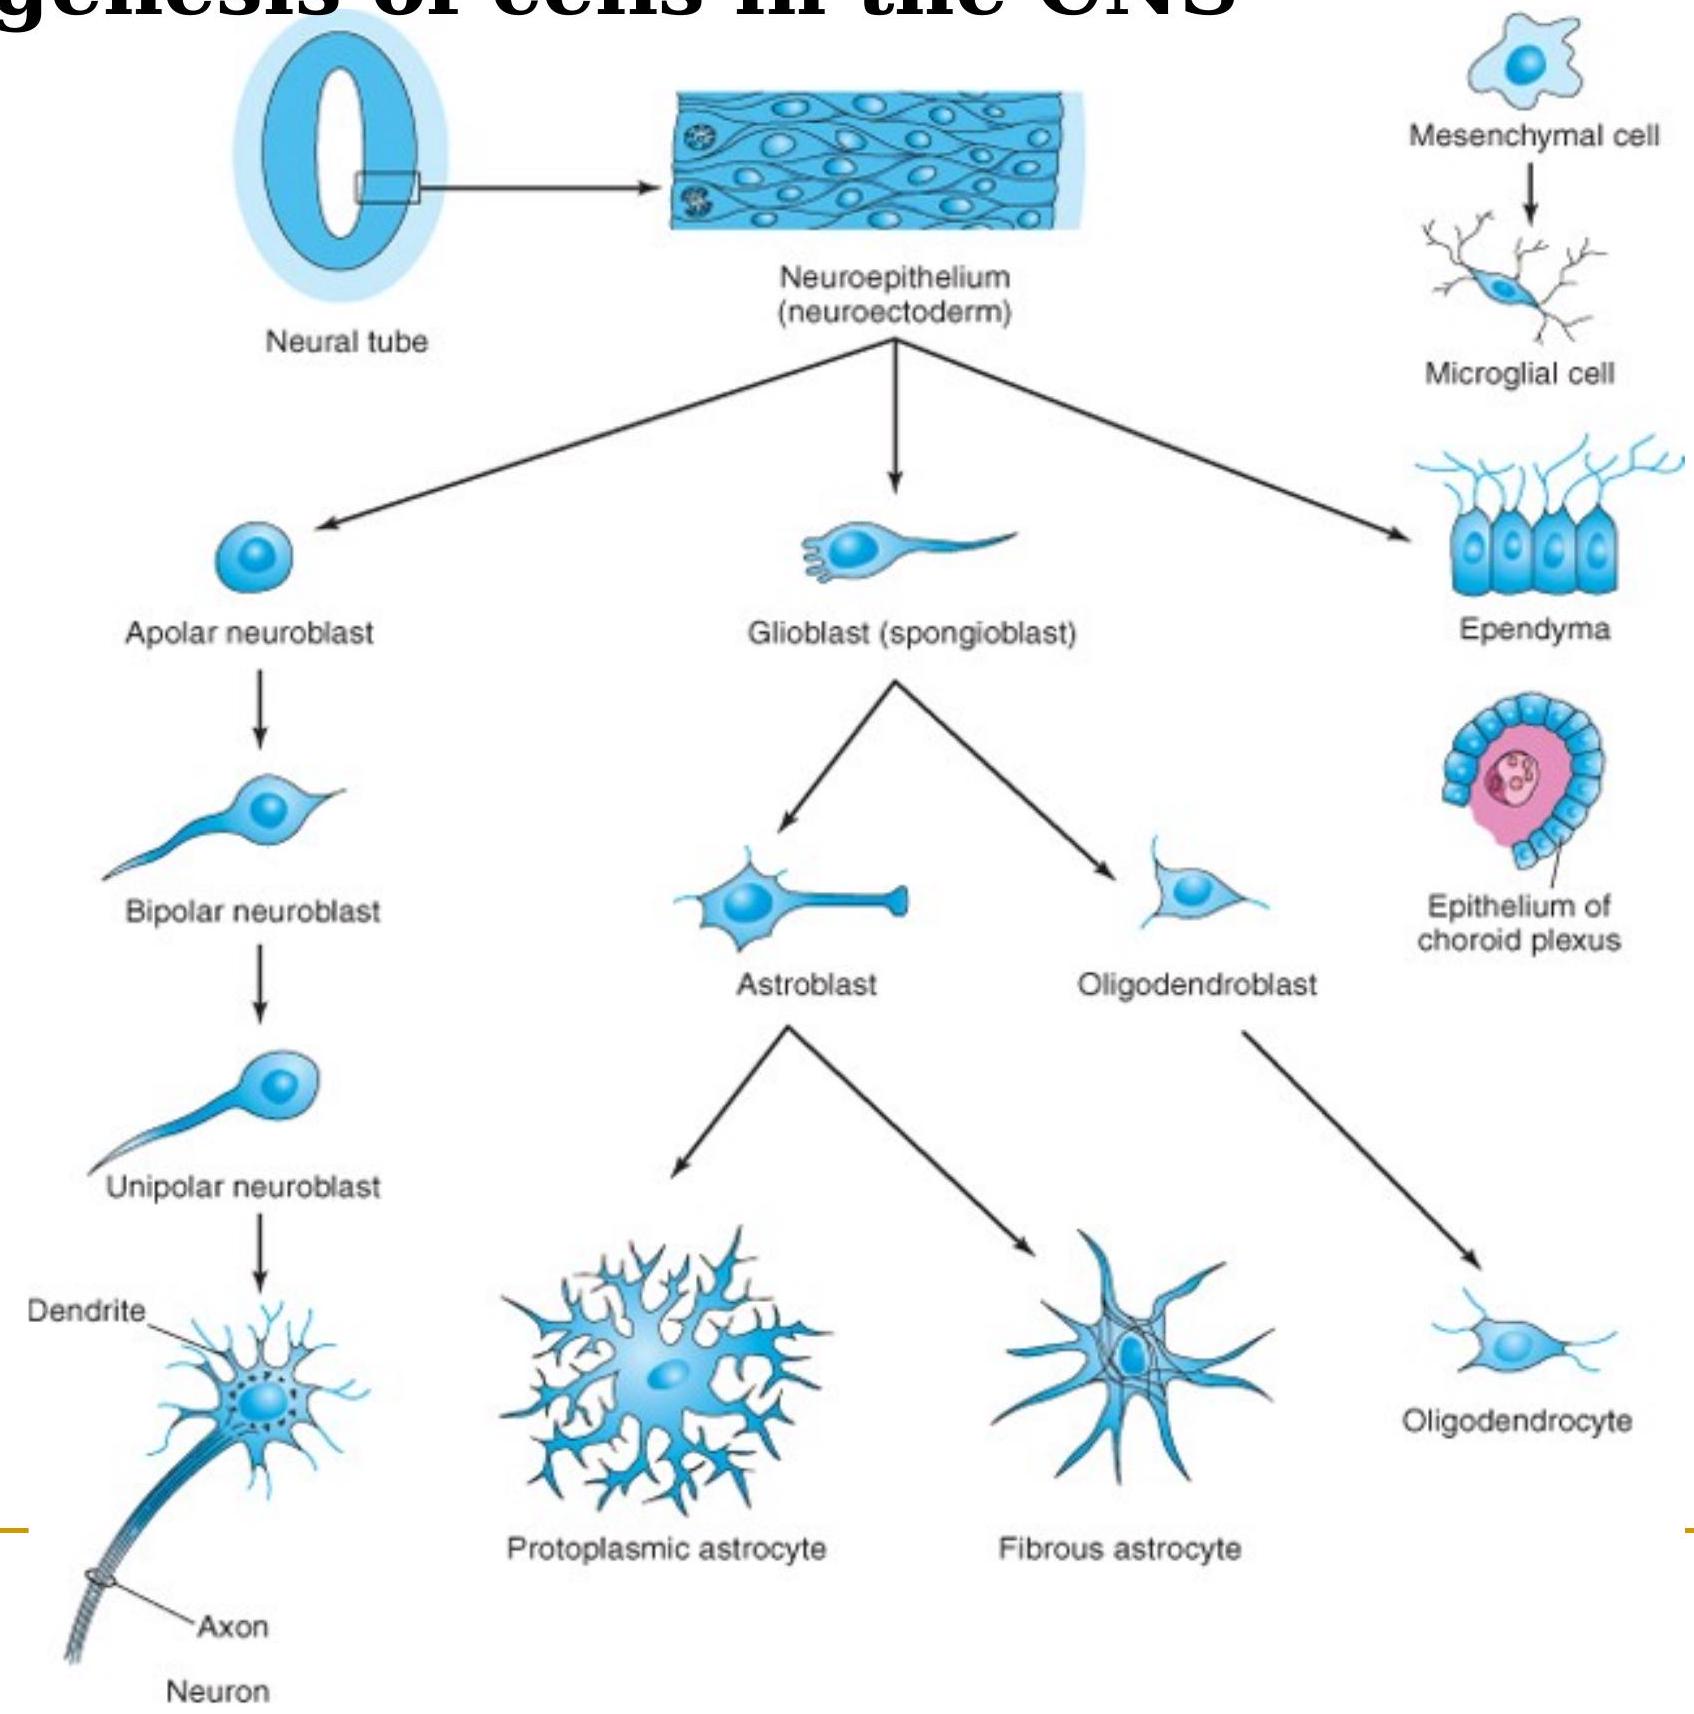 genesis of cells in the CNS
Mesenchymal cell
Neuroepithelium
(neuroectoderm)
Neural tube
Microglial cell
Apolar neuroblast
Glioblast (spongioblast)
Ependyma
Bipolar neuroblast
Epithelium of
choroid plexus
Astroblast
Oligodendroblast
Unipolar neuroblast
Dendrite
Oligodendrocyte
Protoplasmic astrocyte
Fibrous astrocyte
Axon
Neuron